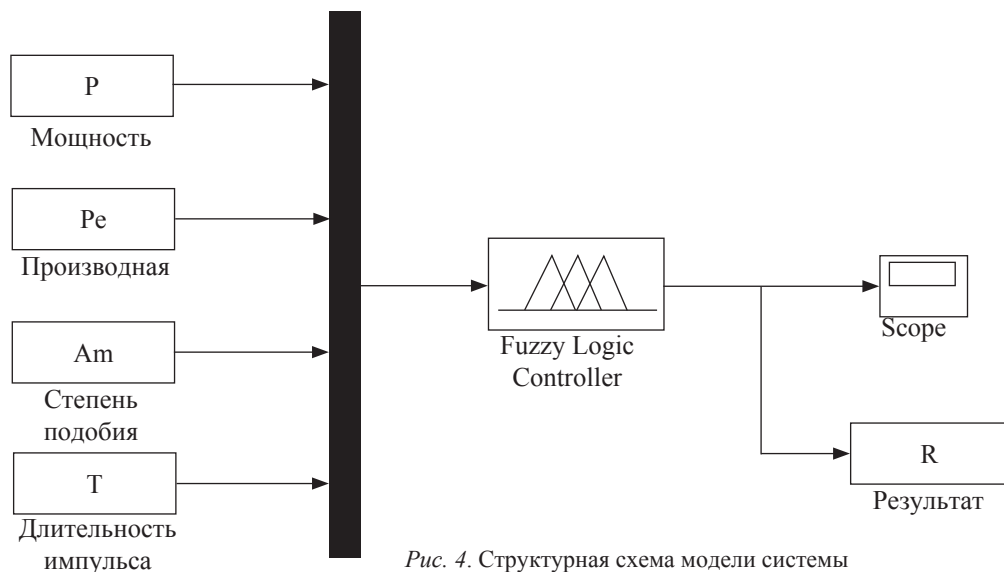 P
Мощность
Pe
Производная
Am
Степень
подобия
T
Длительность
импульса
Fuzzy Logic
Controller
Scope
R
Результат
Рис. 4. Структурная схема модели системы